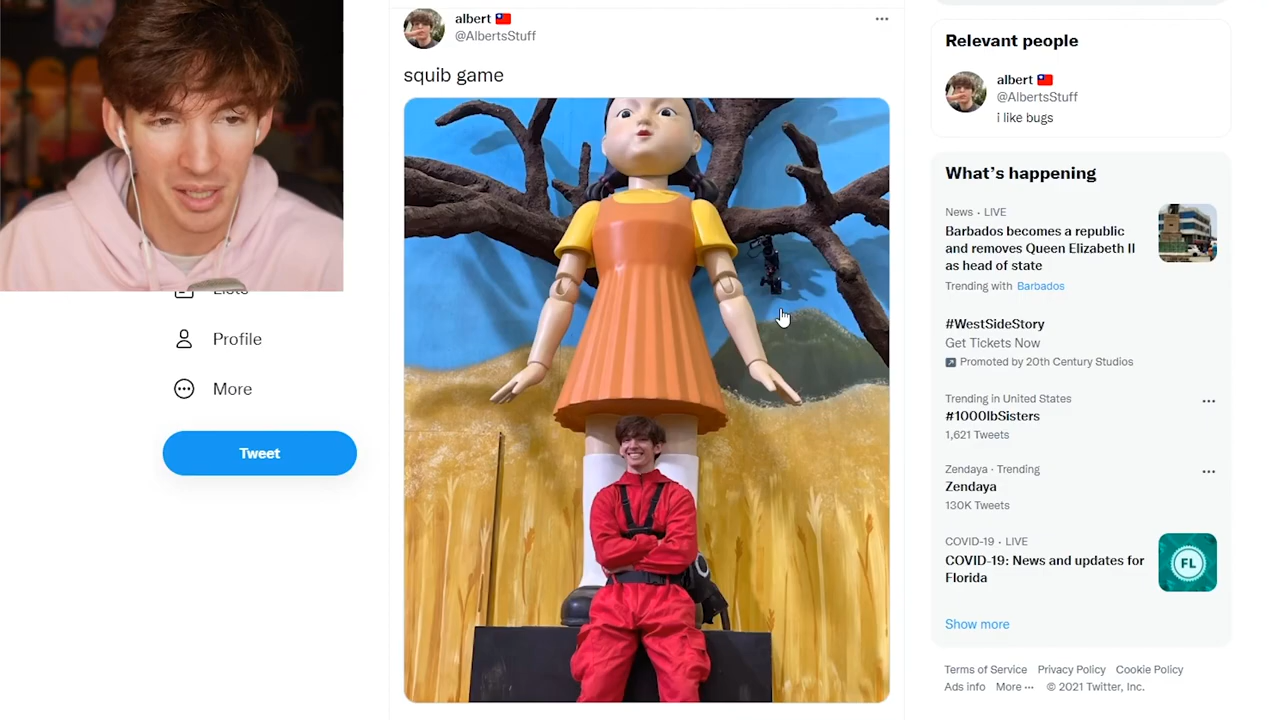 albert
@AlbertsStuff
squib game
Profile
More
Tweet
Relevant people
albert
@AlbertsStuff
i like bugs
What's happening
News · LIVE
Barbados becomes a republic
and removes Queen Elizabeth II
as head of state
Trending with Barbados
#WestSideStory
Get Tickets Now
Promoted by 20th Century Studios
Trending in United States
#1000lbSisters
1,621 Tweets
Zendaya · Trending
Zendaya
130K Tweets
COVID-19 · LIVE
COVID-19: News and updates for
Florida
FL
Show more
Terms of Service Privacy Policy Cookie Policy
Ads info More ··· © 2021 Twitter, Inc.